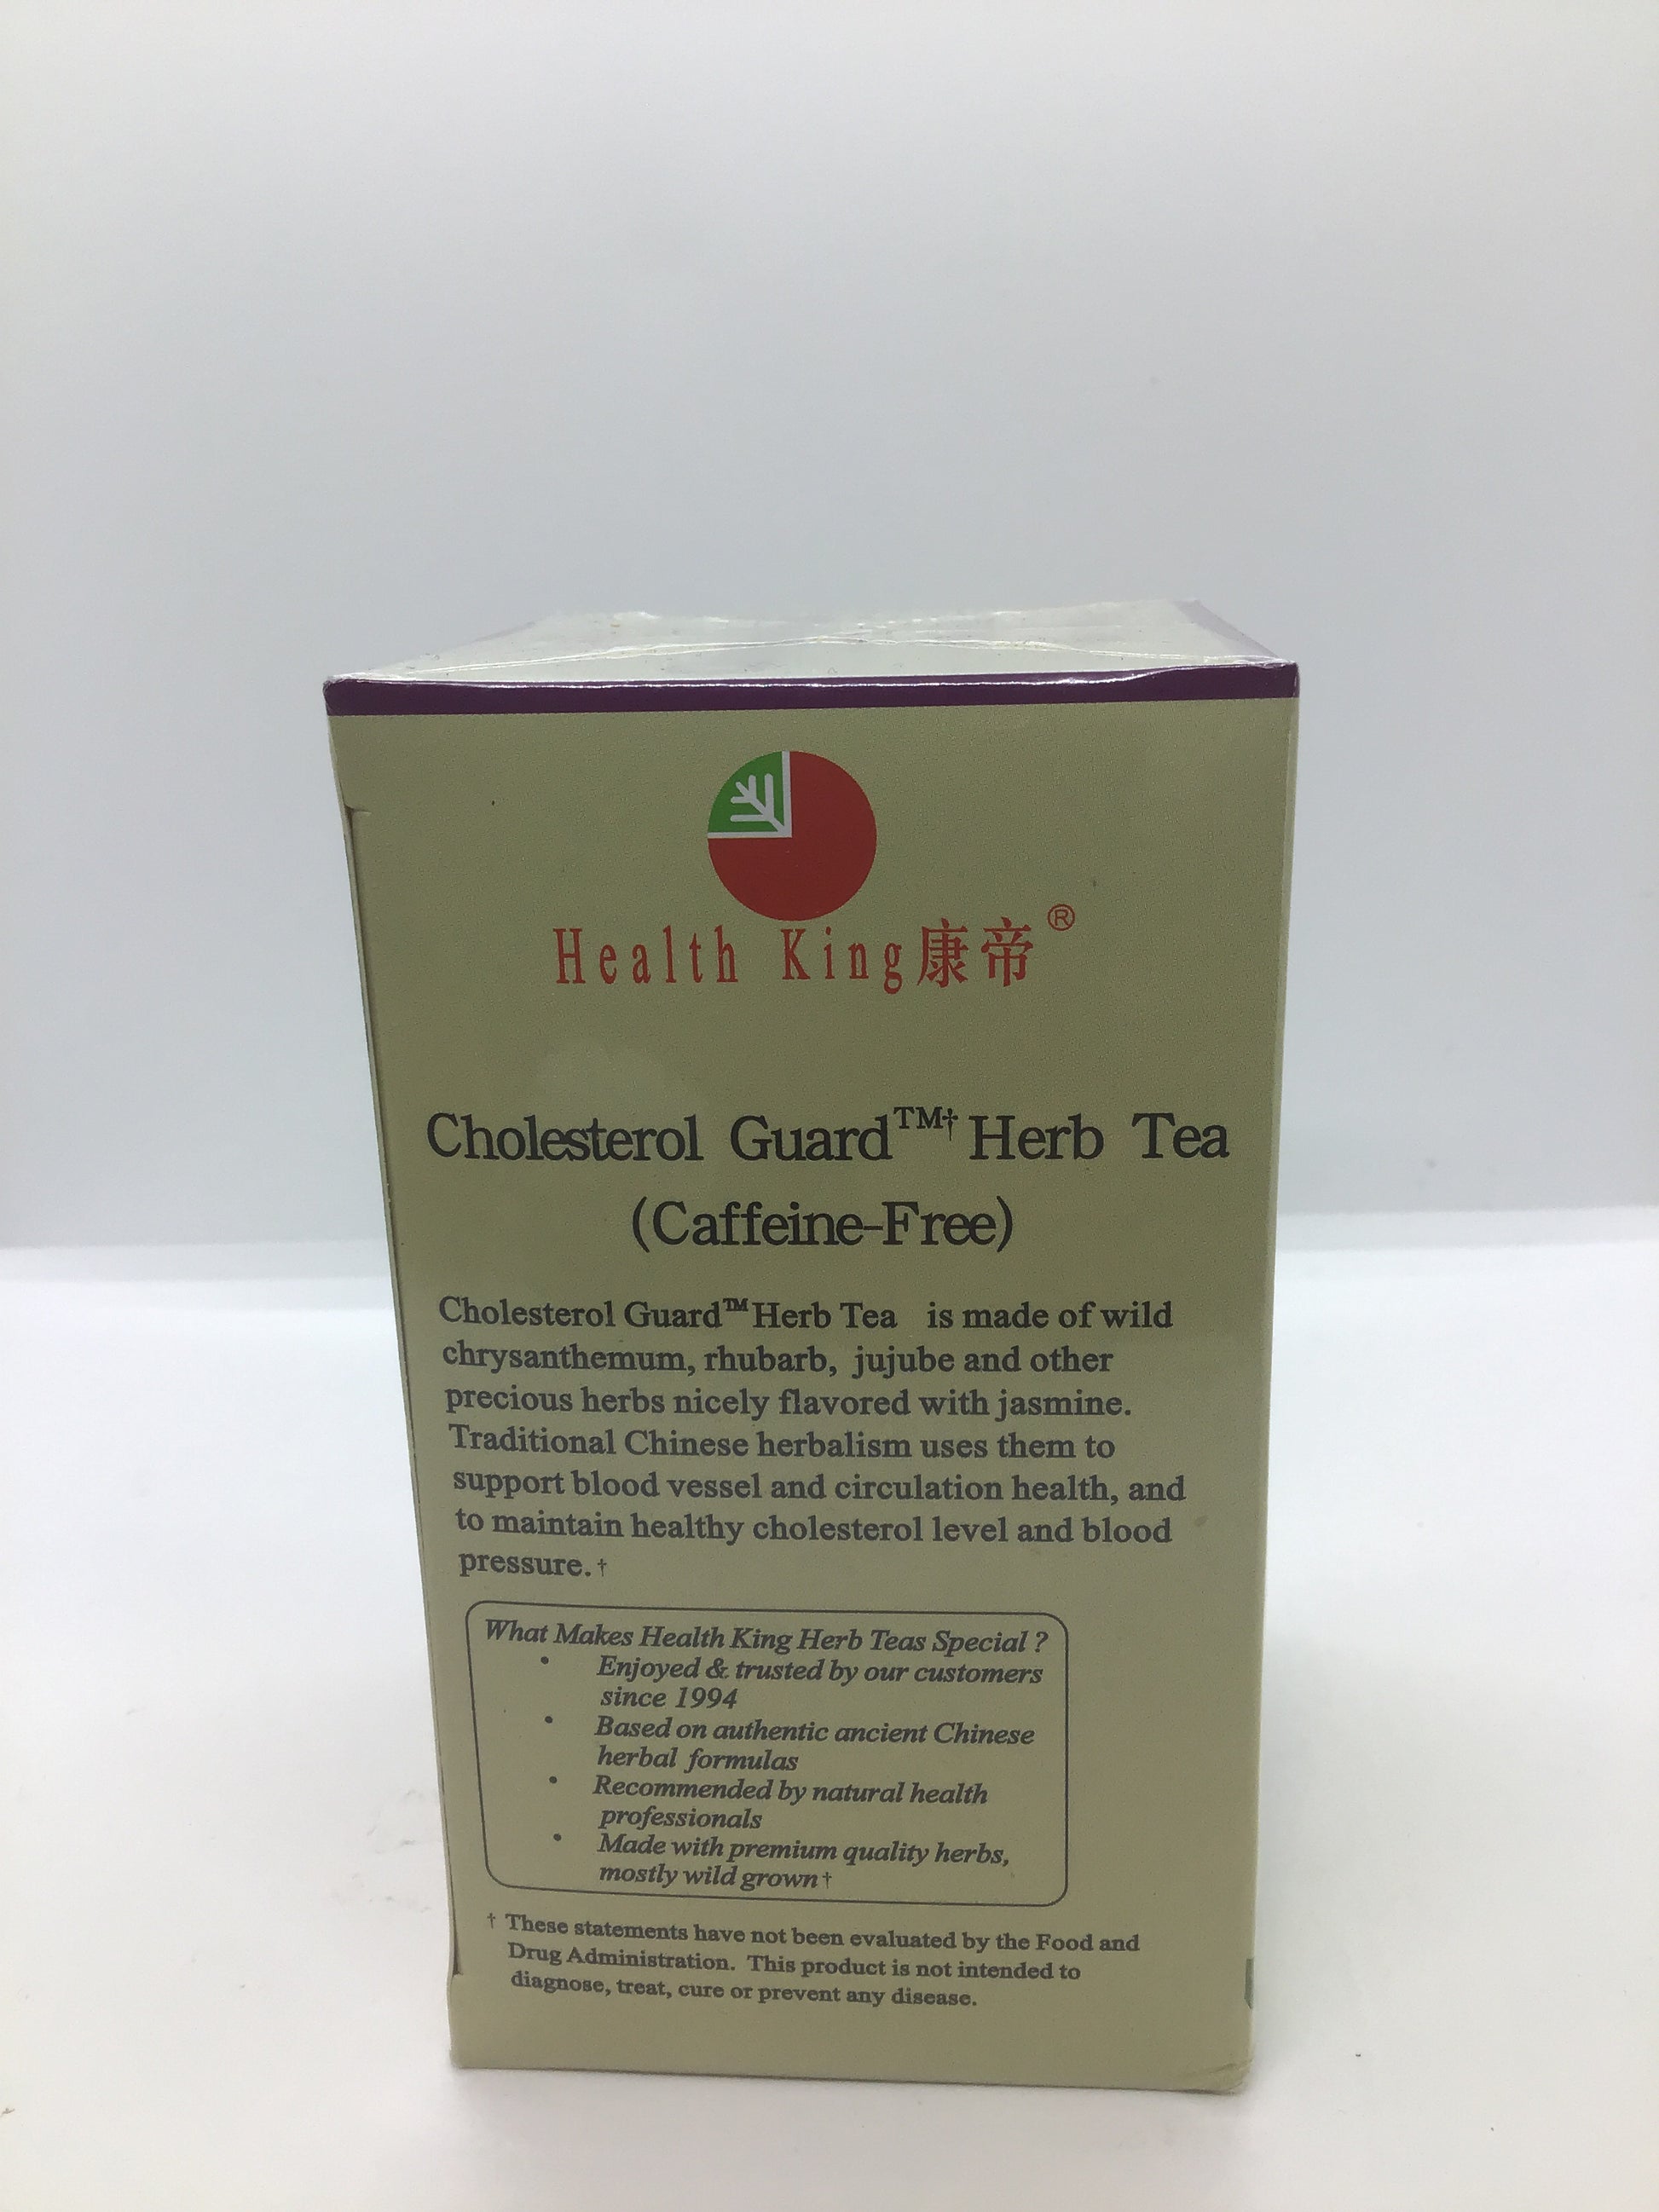 Health King康帝®
Cholesterol Guard™† Herb Tea
(Caffeine-Free)
Cholesterol Guard™ Herb Tea is made of wild
chrysanthemum, rhubarb, jujube and other
precious herbs nicely flavored with jasmine.
Traditional Chinese herbalism uses them to
support blood vessel and circulation health, and
to maintain healthy cholesterol level and blood
pressure. †
What Makes Health King Herb Teas Special ?
• Enjoyed & trusted by our customers
since 1994
• Based on authentic ancient Chinese
herbal formulas
• Recommended by natural health
professionals
• Made with premium quality herbs,
mostly wild grown †
† These statements have not been evaluated by the Food and
Drug Administration. This product is not intended to
diagnose, treat, cure or prevent any disease.